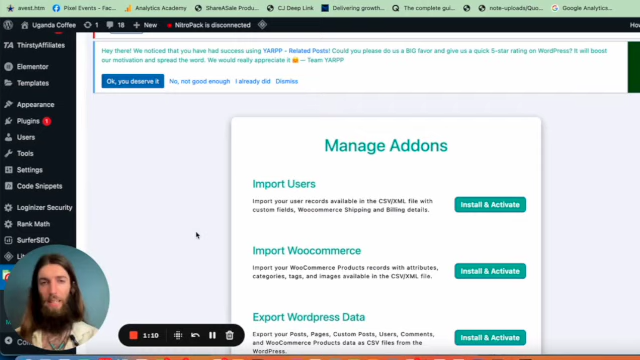 avest.com...
Pixel Events - F...
Analytics Academy
ShareASale Produ...
CJ Deep Link
Delivering growth...
The complete gui...
note-uploads/Quo...
Google Analytics...
Uganda Coffee
1
18
New
NitroPack is disconnected
ThirstyAffiliates
Elementor
Templates
Appearance
Plugins 1
Users
Tools
Settings
Code Snippets
Loginizer Security
Rank Math
SurferSEO
Hey there! We noticed that you have had success using YARPP - Related Posts! Could you please do us a BIG favor and give us a quick 5-star rating on WordPress? It will boost
our motivation and spread the word. We would really appreciate it 😊 — Team YARPP
Ok, you deserve it
No, not good enough
I already did
Dismiss
Manage Addons
Import Users
Import your user records available in the CSV/XML file with
custom fields, Woocommerce Shipping and Billing details.
Install & Activate
Import Woocommerce
Import your WooCommerce Products records with attributes,
categories, tags, and images available in the CSV/XML file.
Install & Activate
Export Wordpress Data
Export your Posts, Pages, Custom Posts, Users, Comments,
and WooCommerce Products data as CSV files from the
WordPress.
Install & Activate
1:10